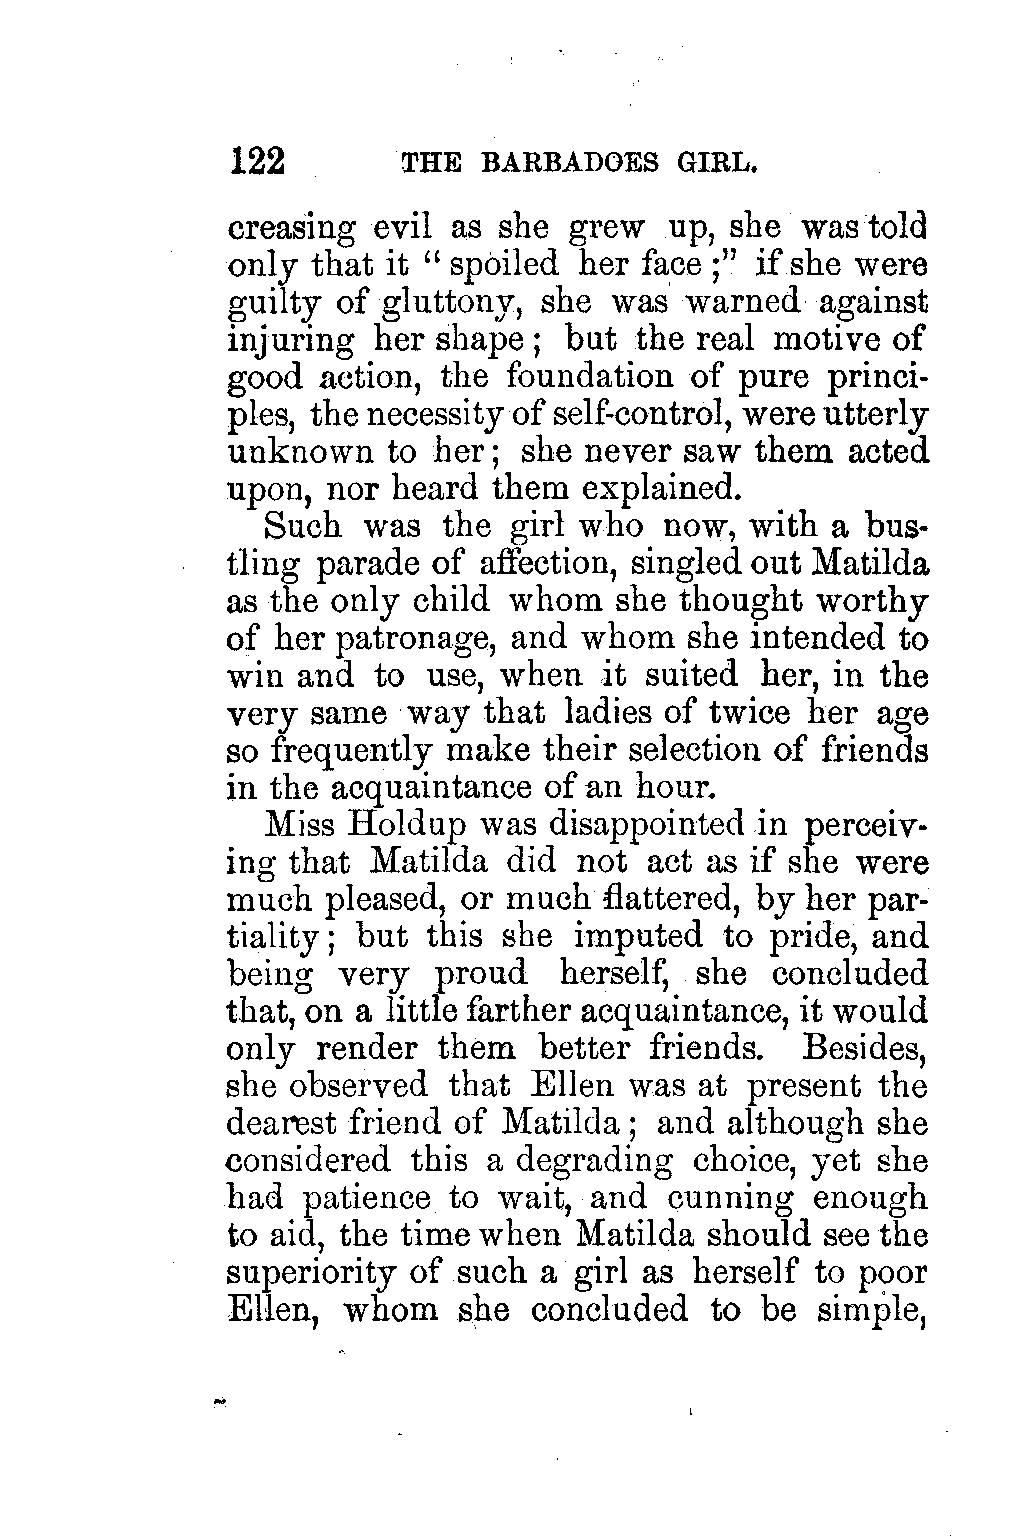 122 THE BARBADOES GIRL.
creasing evil as she grew up, she was told
only that it “ spoiled her face ;” if she were
guilty of gluttony, she was warned against
injuring her shape ; but the real motive of
good action, the foundation of pure princi-
ples, the necessity of self-control, were utterly
unknown to her ; she never saw them acted
upon, nor heard them explained.
Such was the girl who now, with a bus-
tling parade of affection, singled out Matilda
as the only child whom she thought worthy
of her patronage, and whom she intended to
win and to use, when it suited her, in the
very same way that ladies of twice her age
so frequently make their selection of friends
in the acquaintance of an hour.
Miss Holdup was disappointed in perceiv-
ing that Matilda did not act as if she were
much pleased, or much flattered, by her par-
tiality ; but this she imputed to pride, and
being very proud herself, she concluded
that, on a little farther acquaintance, it would
only render them better friends. Besides,
she observed that Ellen was at present the
dearest friend of Matilda ; and although she
considered this a degrading choice, yet she
had patience to wait, and cunning enough
to aid, the time when Matilda should see the
superiority of such a girl as herself to poor
Ellen, whom she concluded to be simple,